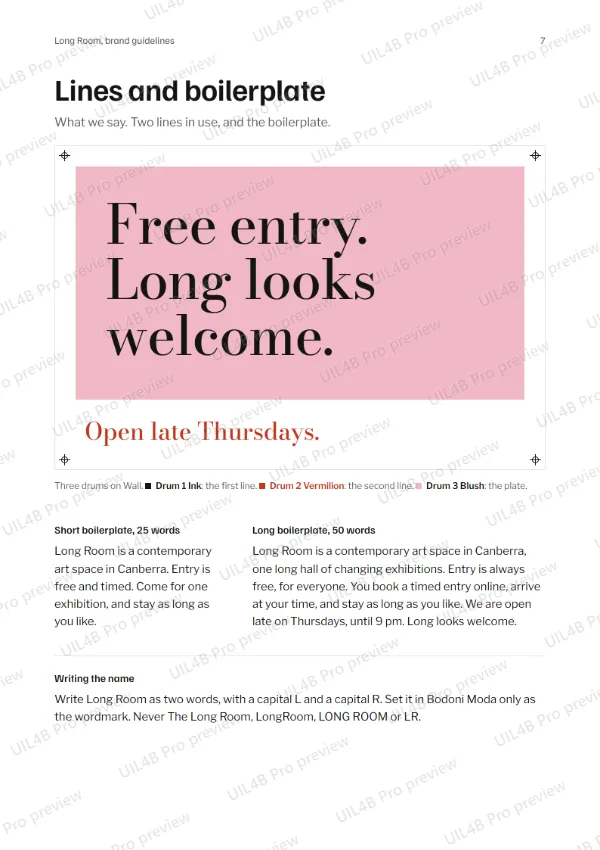 Long Room, brand guidelines
7
Lines and boilerplate
What we say. Two lines in use, and the boilerplate.
Free entry.
Long looks
welcome.
Open late Thursdays.
Three drums on Wall. Drum 1 Ink: the first line. Drum 2 Vermilion: the second line. Drum 3 Blush: the plate.
Short boilerplate, 25 words
Long Room is a contemporary
art space in Canberra. Entry is
free and timed. Come for one
exhibition, and stay as long as
you like.
Long boilerplate, 50 words
Long Room is a contemporary art space in Canberra,
one long hall of changing exhibitions. Entry is always
free, for everyone. You book a timed entry online, arrive
at your time, and stay as long as you like. We are open
late on Thursdays, until 9 pm. Long looks welcome.
Writing the name
Write Long Room as two words, with a capital L and a capital R. Set it in Bodoni Moda only as
the wordmark. Never The Long Room, LongRoom, LONG ROOM or LR.
UIL4B Pro preview